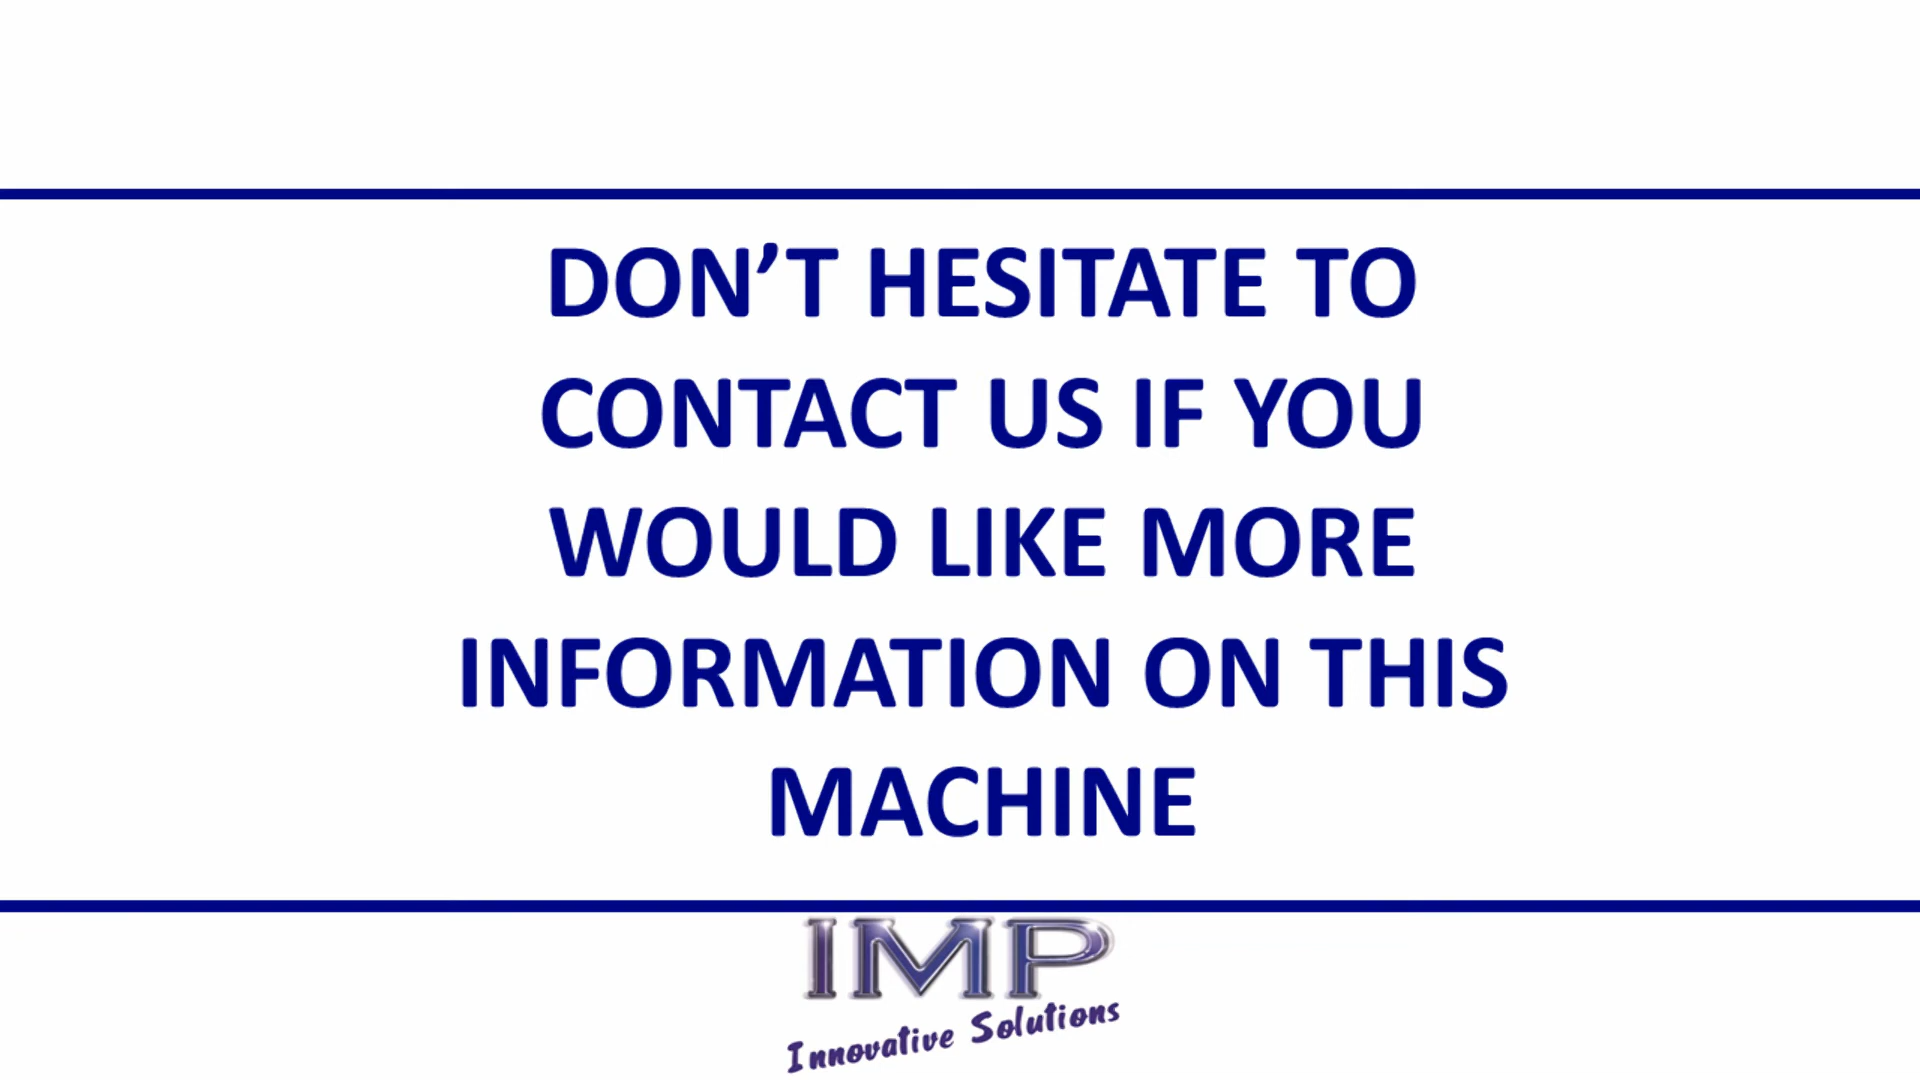 DON’T HESITATE TO
CONTACT US IF YOU
WOULD LIKE MORE
INFORMATION ON THIS
MACHINE
IMP
Innovative Solutions